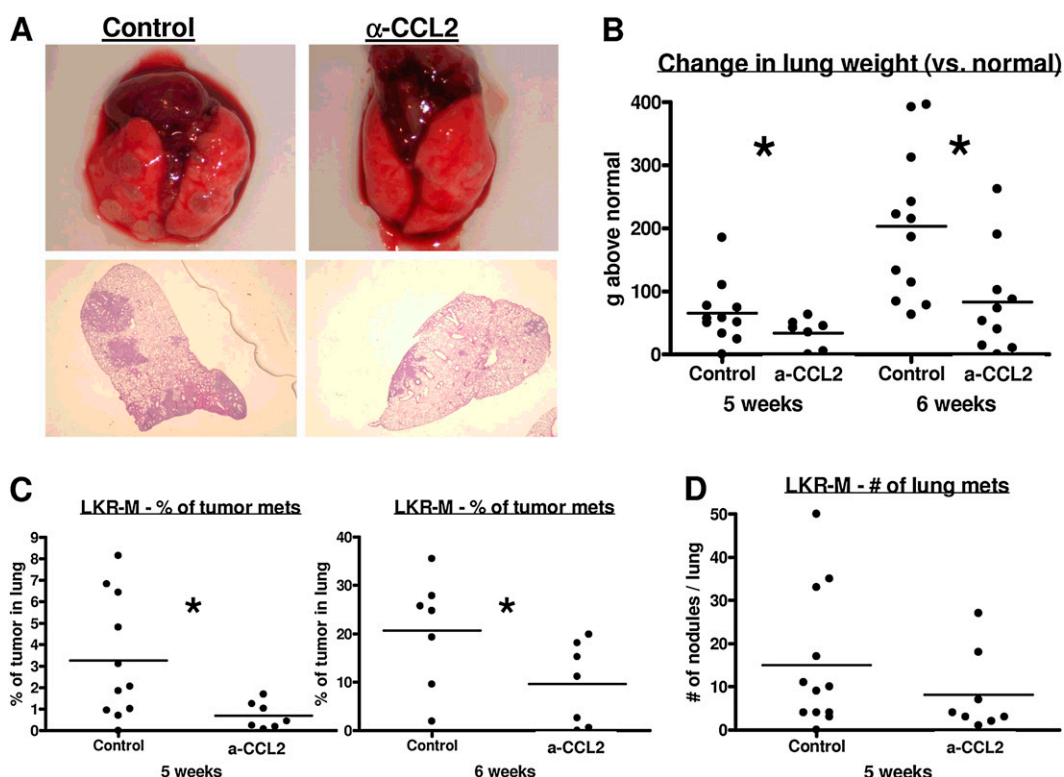 A
Control
α-CCL2
B
Change in lung weight (vs. normal)
g above normal
400
300
200
100
0
*
*
Control
a-CCL2
Control
a-CCL2
5 weeks
6 weeks
C
LKR-M - % of tumor mets
% of tumor in lung
9
8
7
6
5
4
3
2
1
0
*
Control
a-CCL2
5 weeks
LKR-M - % of tumor mets
% of tumor in lung
40
30
20
10
0
*
Control
a-CCL2
6 weeks
D
LKR-M - # of lung mets
# of nodules / lung
50
40
30
20
10
0
Control
a-CCL2
5 weeks